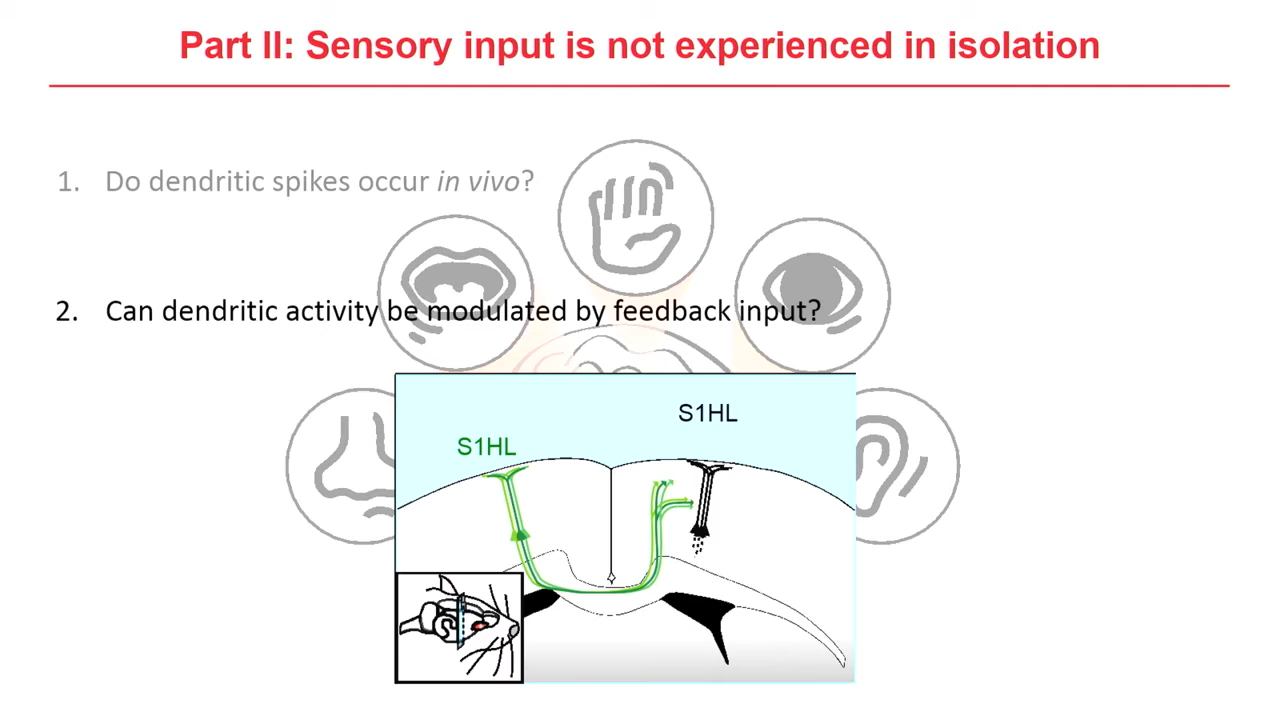 Part II: Sensory input is not experienced in isolation
1. Do dendritic spikes occur in vivo?
2. Can dendritic activity be modulated by feedback input?
S1HL
S1HL